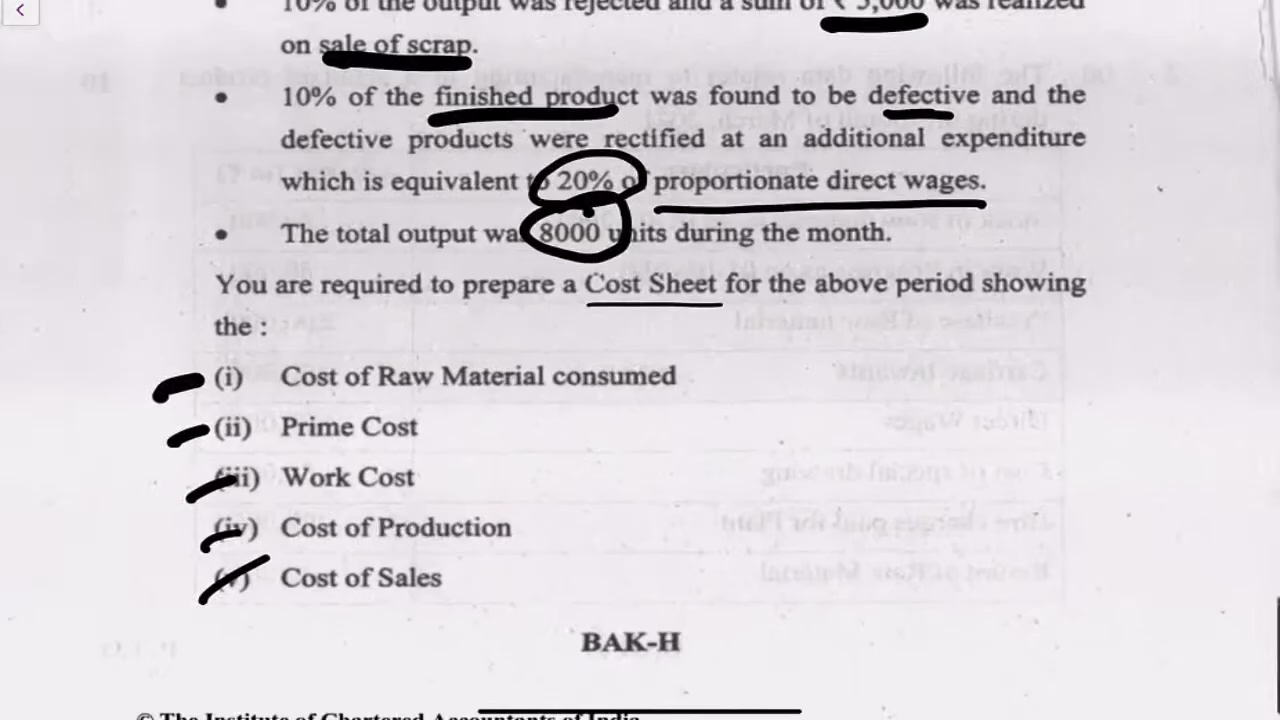 10% of the output was rejected and a sum of ₹ 5,000 was realized
on sale of scrap.
10% of the finished product was found to be defective and the
defective products were rectified at an additional expenditure
which is equivalent to 20% of proportionate direct wages.
The total output was 8000 units during the month.
You are required to prepare a Cost Sheet for the above period showing
the :
(i) Cost of Raw Material consumed
(ii) Prime Cost
(iii) Work Cost
(iv) Cost of Production
(v) Cost of Sales
BAK-H
© The Institute of Chartered Accountants of India